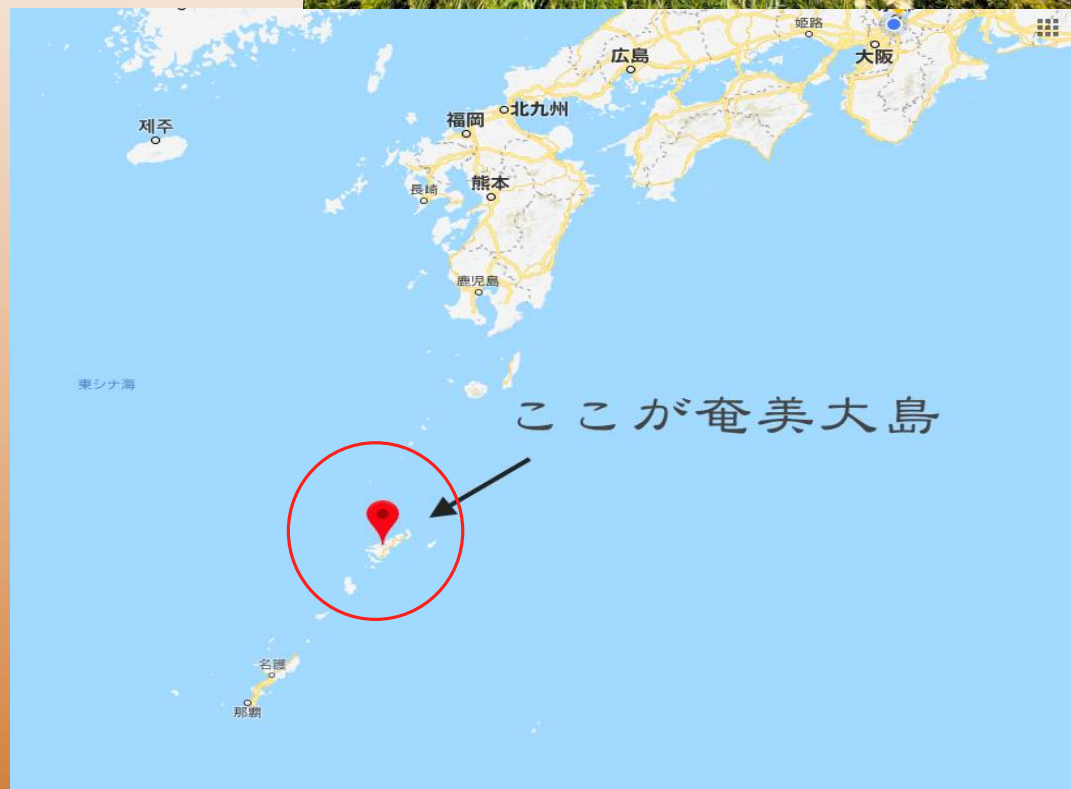 姫路
広島
大阪
北九州
福岡
제주
長崎
熊本
鹿児島
東シナ海
ここが奄美大島
名護
那覇